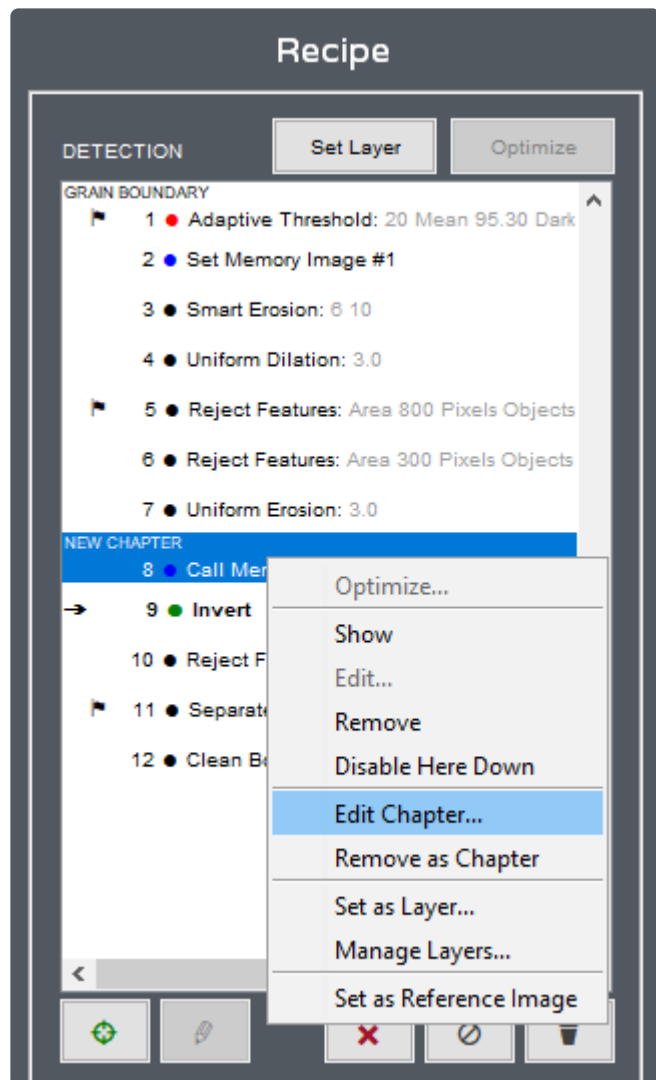 Recipe
DETECTION
Set Layer
Optimize
GRAIN BOUNDARY
1 Adaptive Threshold: 20 Mean 95.30 Dark
2 Set Memory Image #1
3 Smart Erosion: 6 10
4 Uniform Dilation: 3.0
5 Reject Features: Area 800 Pixels Objects
6 Reject Features: Area 300 Pixels Objects
7 Uniform Erosion: 3.0
NEW CHAPTER
8 Call Mer
9 Invert
10 Reject F
11 Separate
12 Clean Bo
Optimize...
Show
Edit...
Remove
Disable Here Down
Edit Chapter...
Remove as Chapter
Set as Layer...
Manage Layers...
Set as Reference Image